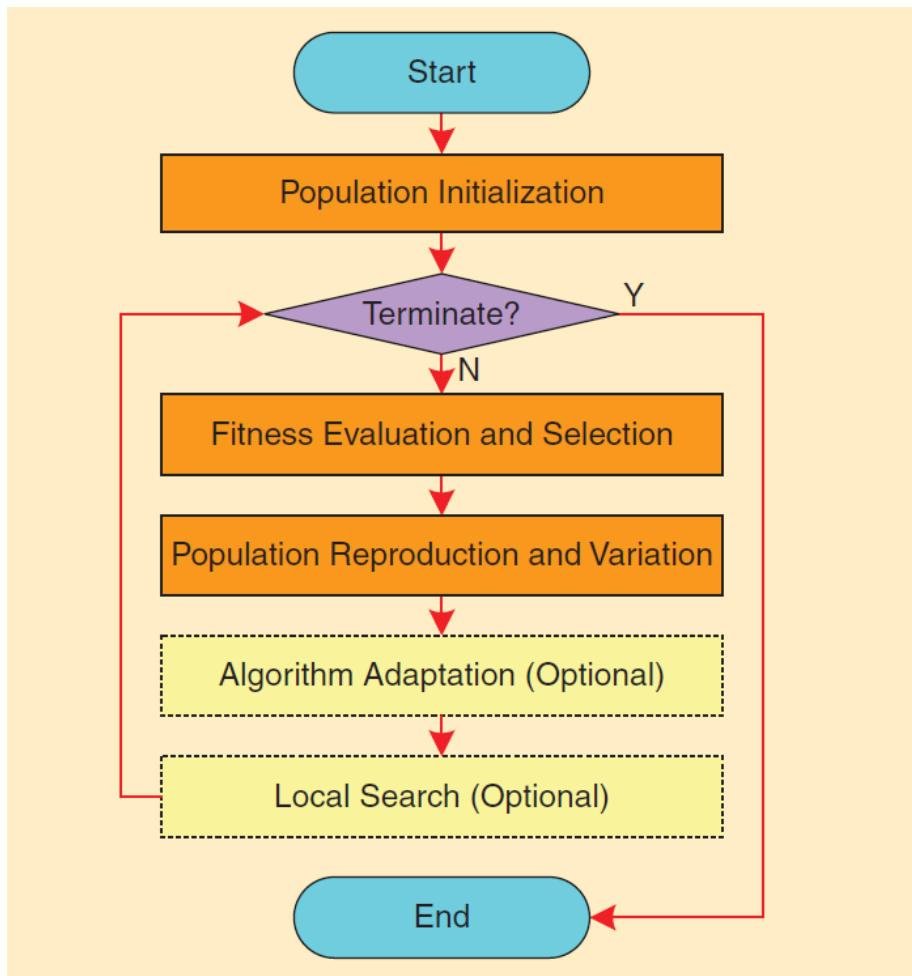 Start
Population Initialization
Terminate?
Y
N
Fitness Evaluation and Selection
Population Reproduction and Variation
Algorithm Adaptation (Optional)
Local Search (Optional)
End